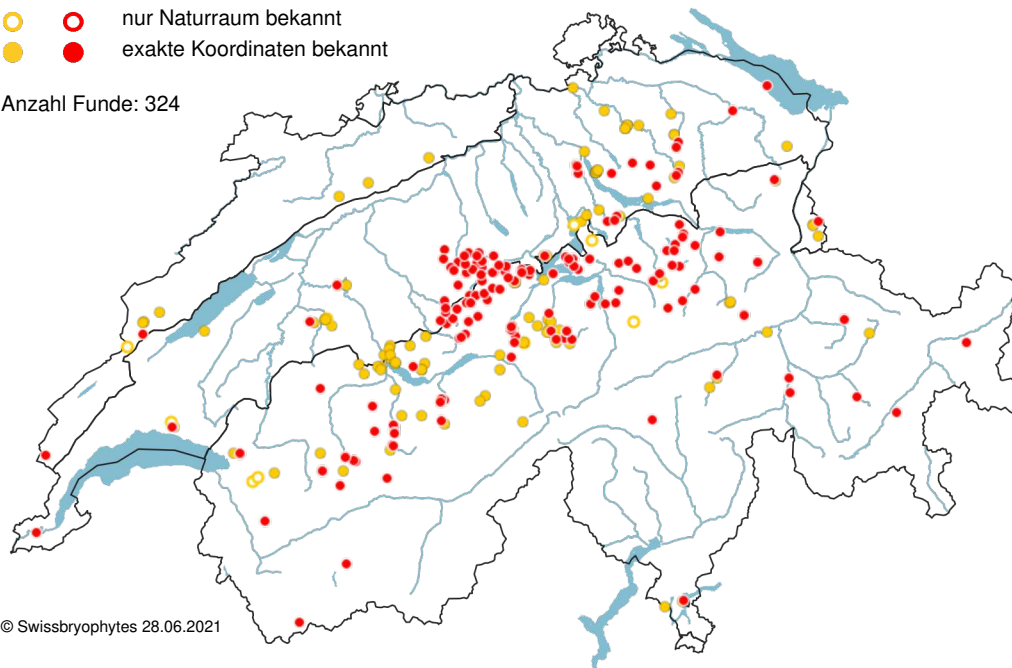 nur Naturraum bekannt
exakte Koordinaten bekannt
Anzahl Funde: 324
© Swissbryophytes 28.06.2021